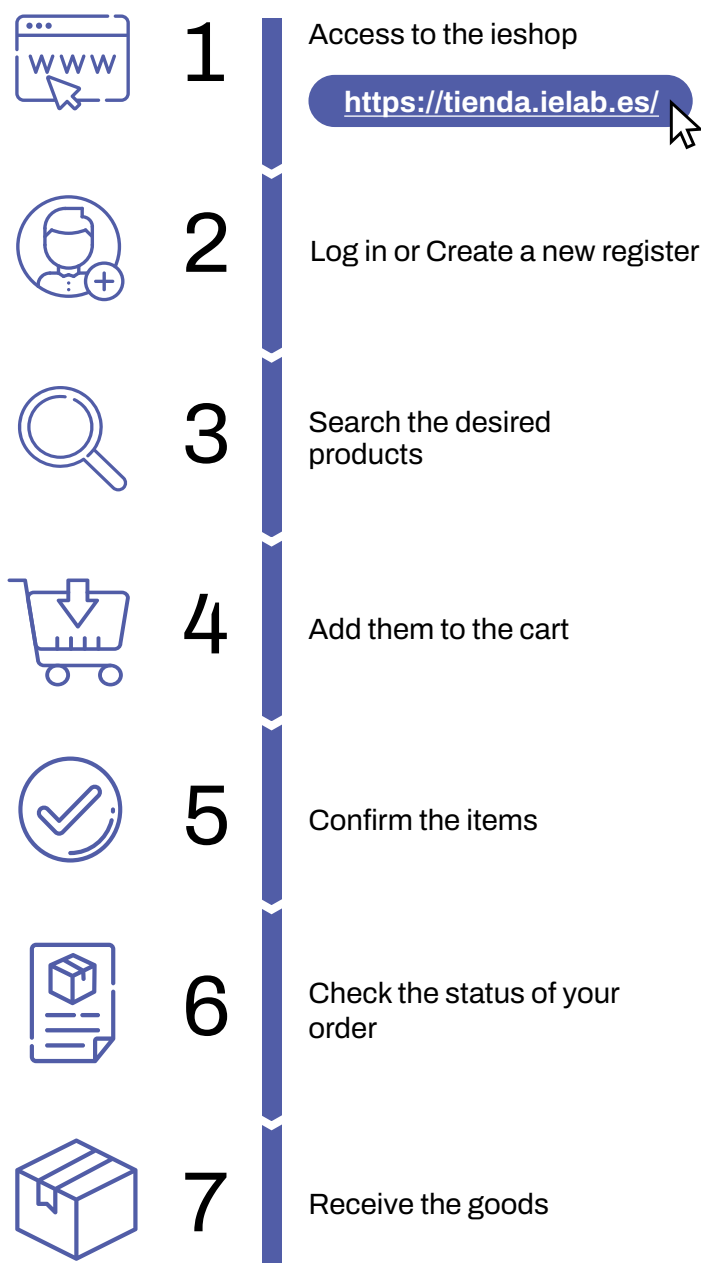 WWW
1
Access to the ieshop
https://tienda.ielab.es/
2
Log in or Create a new register
3
Search the desired
products
4
Add them to the cart
5
Confirm the items
6
Check the status of your
order
7
Receive the goods